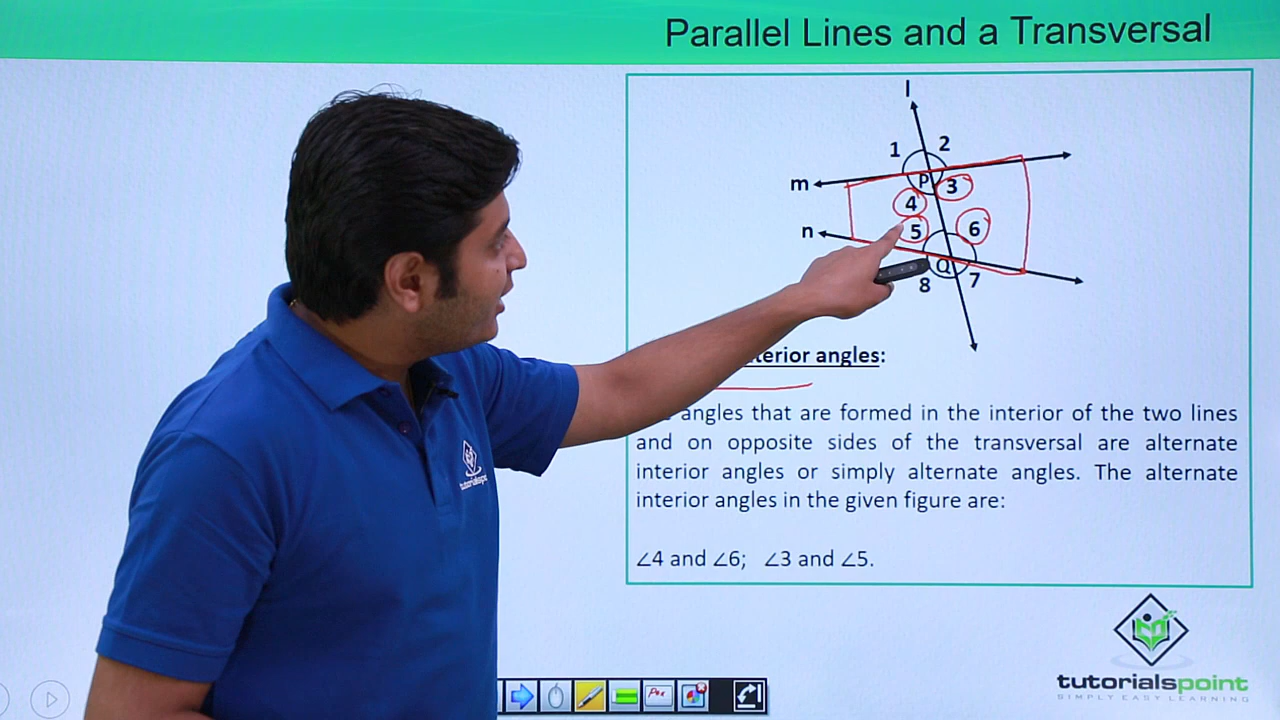 Parallel Lines and a Transversal
l
1 2
m P 3
4
n 5 6
Q
8 7
interior angles:
angles that are formed in the interior of the two lines
and on opposite sides of the transversal are alternate
interior angles or simply alternate angles. The alternate
interior angles in the given figure are:
∠4 and ∠6; ∠3 and ∠5.
tutorialspoint
SIMPLY EASY LEARNING
tutorialspoint
Pen